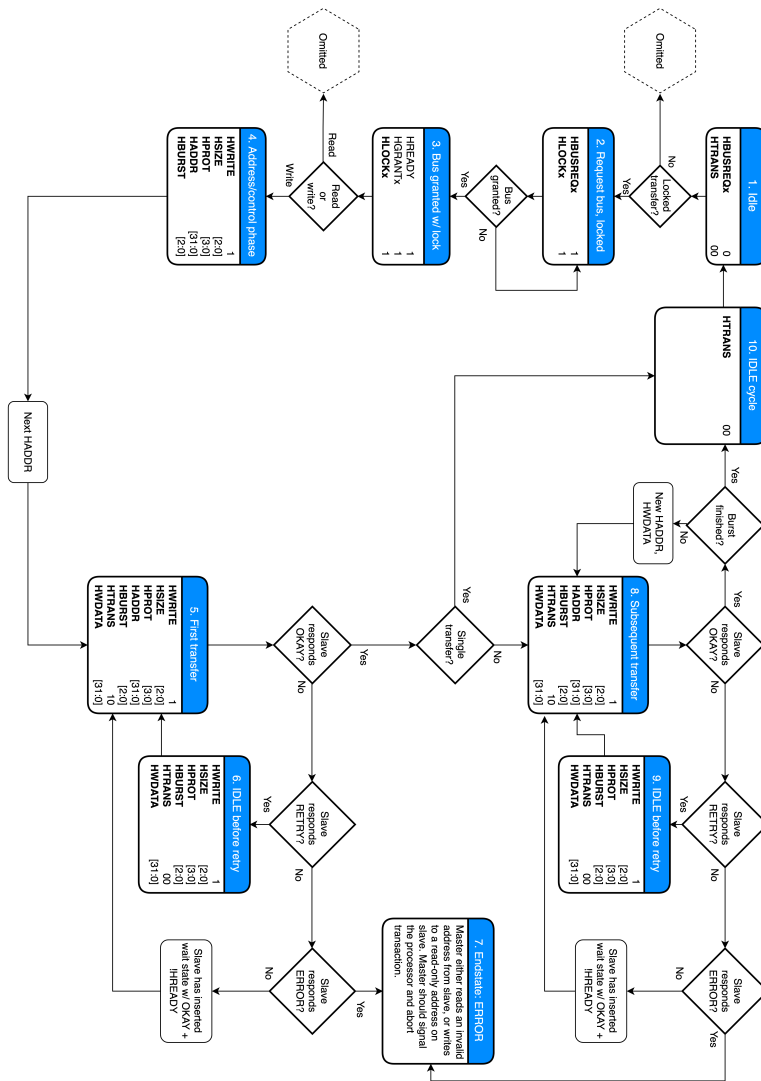 1. Idle
HBUSREQx 0
HTRANS 00
Locked
transfer?
No
Yes
Omitted
2. Request bus, locked
HBUSREQx 1
HLOCKx 1
Bus
granted?
No
Yes
3. Bus granted w/ lock
HREADY 1
HGRANTx 1
HLOCKx 1
Read
or
write?
Read
Write
Omitted
4. Address/control phase
HWRITE 1
HSIZE [2:0]
HPROT [3:0]
HADDR [31:0]
HBURST [2:0]
Next HADDR
5. First transfer
HWRITE 1
HSIZE [2:0]
HPROT [3:0]
HADDR [31:0]
HBURST [2:0]
HTRANS 10
HWDATA [31:0]
Slave
responds
OKAY?
No
Yes
Slave
responds
RETRY?
Yes
No
6. IDLE before retry
HWRITE 1
HSIZE [2:0]
HPROT [3:0]
HBURST [2:0]
HTRANS 00
HWDATA [31:0]
Slave
responds
ERROR?
No
Yes
Slave has inserted
wait state w/ OKAY +
!HREADY
7. Endstate: ERROR
Master either reads an invalid
address from slave, or writes
to a read-only address on
slave. Master should signal
the processor and abort
transaction.
Single
transfer?
Yes
No
8. Subsequent transfer
HWRITE 1
HSIZE [2:0]
HPROT [3:0]
HADDR [31:0]
HBURST [2:0]
HTRANS 10
HWDATA [31:0]
Slave
responds
OKAY?
Yes
No
Slave
responds
RETRY?
Yes
No
9. IDLE before retry
HWRITE 1
HSIZE [2:0]
HPROT [3:0]
HBURST [2:0]
HTRANS 00
HWDATA [31:0]
Slave
responds
ERROR?
No
Yes
Slave has inserted
wait state w/ OKAY +
!HREADY
Burst
finished?
Yes
No
New HADDR,
HWDATA
10. IDLE cycle
HTRANS 00